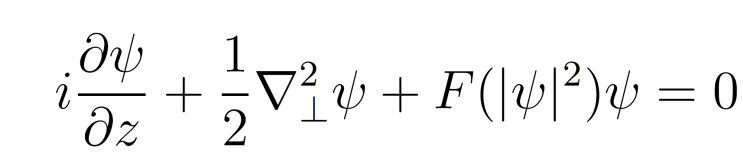 i ∂ψ/∂z + 1/2 ∇²⊥ψ + F(|ψ|²)ψ = 0